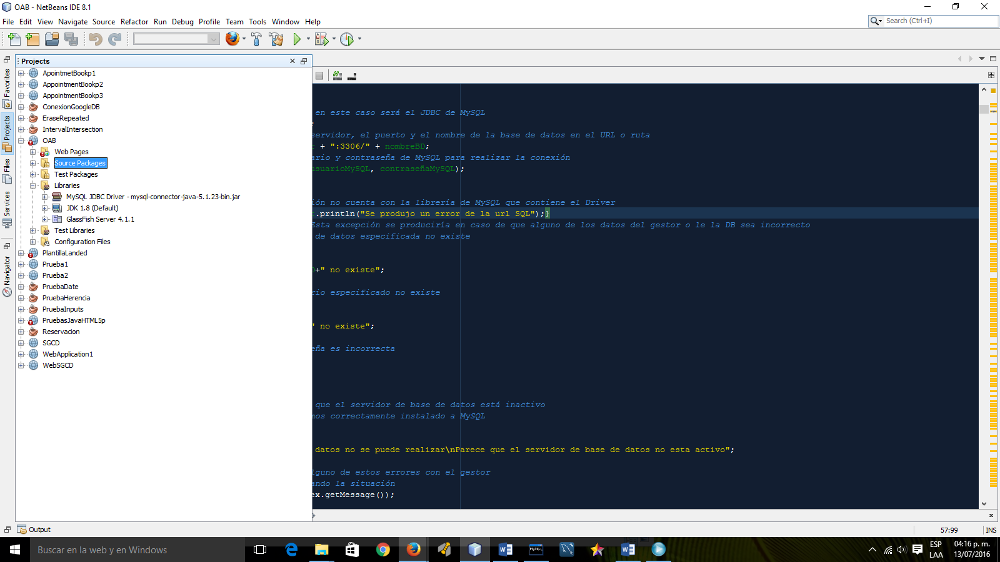 OAB - NetBeans IDE 8.1
File Edit View Navigate Source Refactor Run Debug Profile Team Tools Window Help
Search (Ctrl+I)
Projects
Favorites
Projects
Files
Services
Navigator
ApointmetBookp1
AppointmentBookp2
AppointmentBookp3
ConexionGoogleDB
EraseRepeated
IntervalIntersection
OAB
Web Pages
Source Packages
Test Packages
Libraries
MySQL JDBC Driver - mysql-connector-java-5.1.23-bin.jar
JDK 1.8 (Default)
GlassFish Server 4.1.1
Test Libraries
Configuration Files
PlantillaLanded
Prueba1
Prueba2
PruebaDate
PruebaHerencia
PruebaInputs
PruebasJavaHTML5p
Reservacion
SGCD
WebApplication1
WebSGCD
en este caso será el JDBC de MySQL
;
servidor, el puerto y el nombre de la base de datos en el URL o ruta
+ ":3306/" + nombreBD;
ario y contraseña de MySQL para realizar la conexión
usuarioMySQL, contraseñaMySQL);
ión no cuenta con la librería de MySQL que contiene el Driver
.println("Se produjo un error de la url SQL");}
Esta excepción se produciría en caso de que alguno de los datos del gestor o le la DB sea incorrecto
de datos especificada no existe
+" no existe";
rio especificado no existe
" no existe";
eña es incorrecta
que el servidor de base de datos está inactivo
mos correctamente instalado a MySQL
datos no se puede realizar\nParece que el servidor de base de datos no esta activo";
lguno de estos errores con el gestor
ando la situación
ex.getMessage());
Output
57:99
INS
Buscar en la web y en Windows
ESP
LAA
04:16 p. m.
13/07/2016